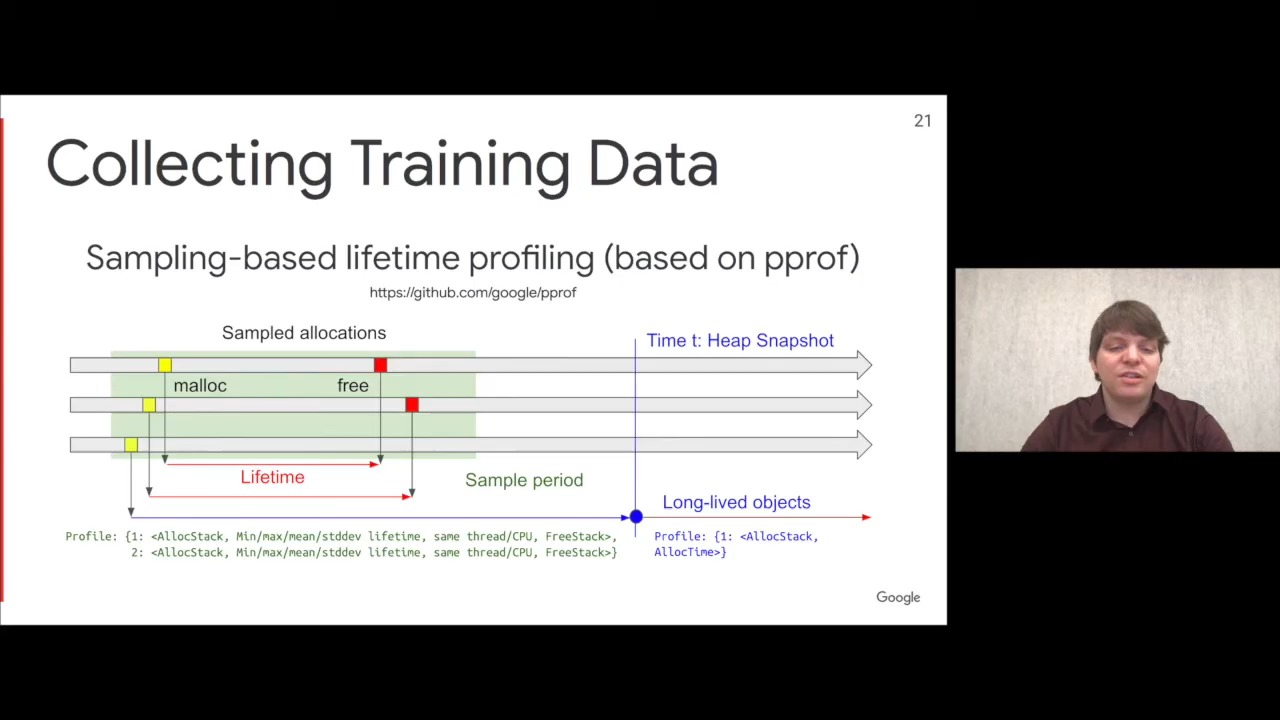 21
Collecting Training Data
Sampling-based lifetime profiling (based on pprof)
https://github.com/google/pprof
Sampled allocations
Time t: Heap Snapshot
malloc
free
Lifetime
Sample period
Long-lived objects
Profile: {1: <AllocStack, Min/max/mean/stddev lifetime, same thread/CPU, FreeStack>,
2: <AllocStack, Min/max/mean/stddev lifetime, same thread/CPU, FreeStack>}
Profile: {1: <AllocStack,
AllocTime>}
Google